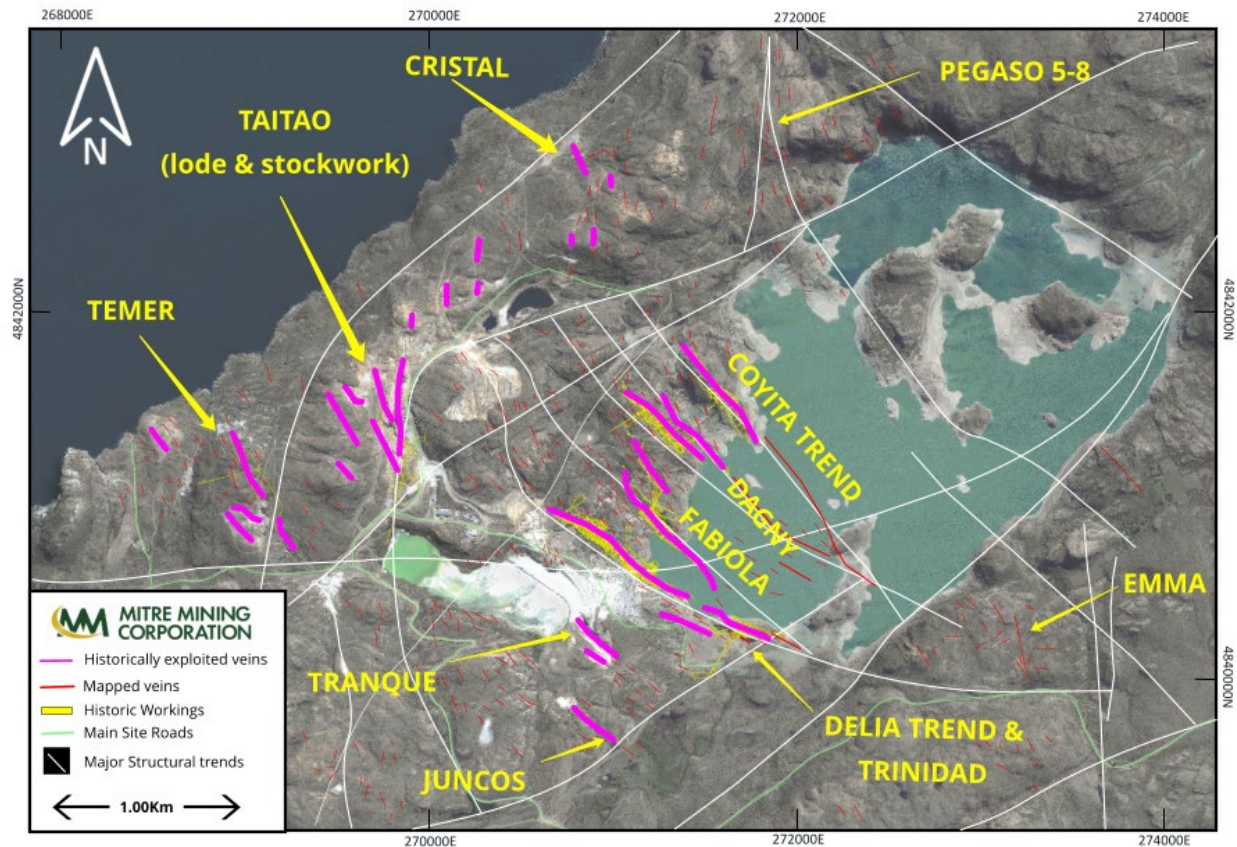 268000E
270000E
272000E
274000E
CRISTAL
PEGASO 5-8
TAITAO
(lode & stockwork)
N
4842000N
4842000N
TEMER
COYITA TREND
DAGNY
FABIOLA
EMMA
TRANQUE
4840000N
DELIA TREND &
TRINIDAD
JUNCOS
MM MITRE MINING
CORPORATION
Historically exploited veins
Mapped veins
Historic Workings
Main Site Roads
Major Structural trends
1.00Km
270000E
272000E
274000E